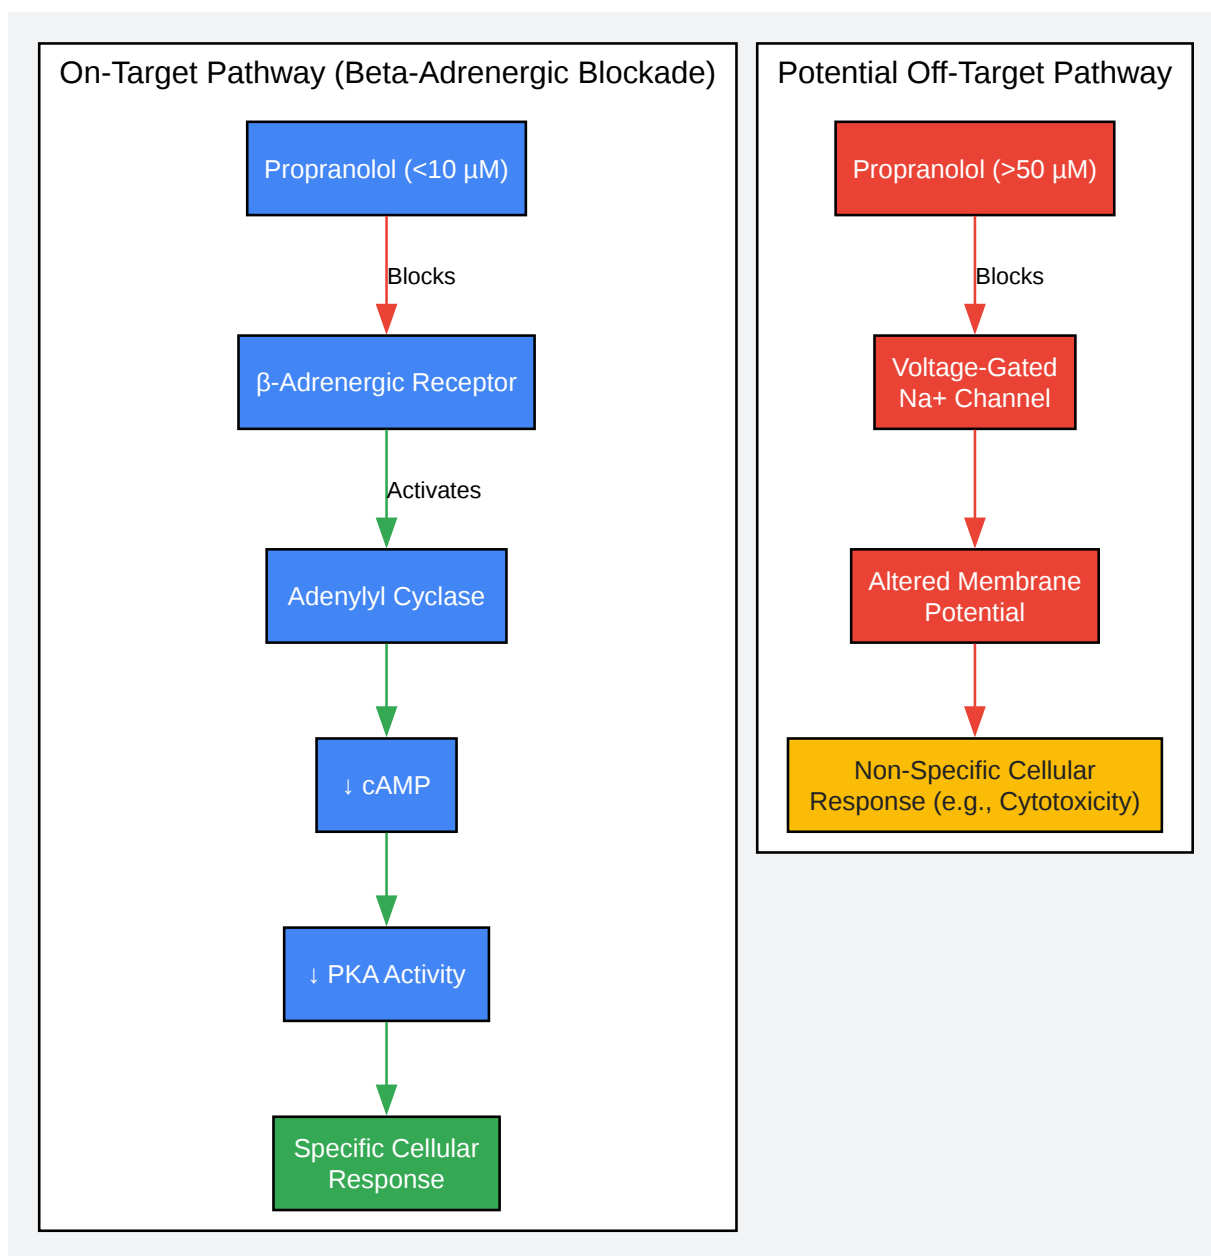 On-Target Pathway (Beta-Adrenergic Blockade)
Propranolol (<10 µM)
Blocks
β-Adrenergic Receptor
Activates
Adenylyl Cyclase
↓ cAMP
↓ PKA Activity
Specific Cellular
Response
Potential Off-Target Pathway
Propranolol (>50 µM)
Blocks
Voltage-Gated
Na+ Channel
Altered Membrane
Potential
Non-Specific Cellular
Response (e.g., Cytotoxicity)